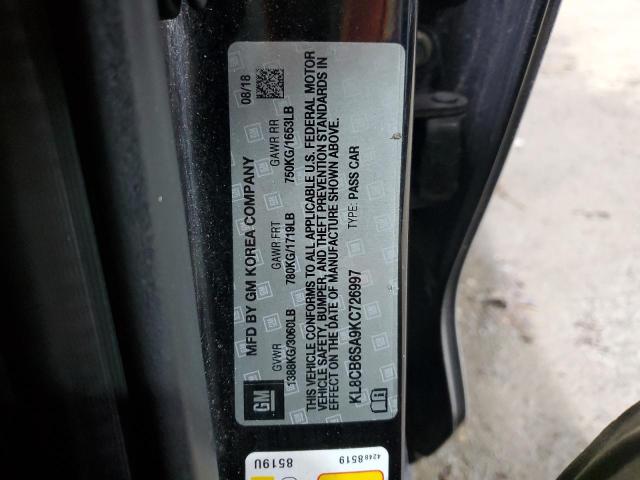 MFD BY GM KOREA COMPANY 08/18
GVWR GAWR FRT GAWR RR
1388KG/3060LB 780KG/1719LB 750KG/1653LB
THIS VEHICLE CONFORMS TO ALL APPLICABLE U.S. FEDERAL MOTOR
VEHICLE SAFETY, BUMPER, AND THEFT PREVENTION STANDARDS IN
EFFECT ON THE DATE OF MANUFACTURE SHOWN ABOVE.
KL8CB6SA9KC726997 TYPE: PASS CAR
GM
8519U
42488519